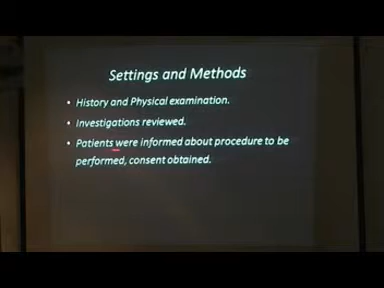 Settings and Methods
• History and Physical examination.
• Investigations reviewed.
• Patients were informed about procedure to be
performed, consent obtained.